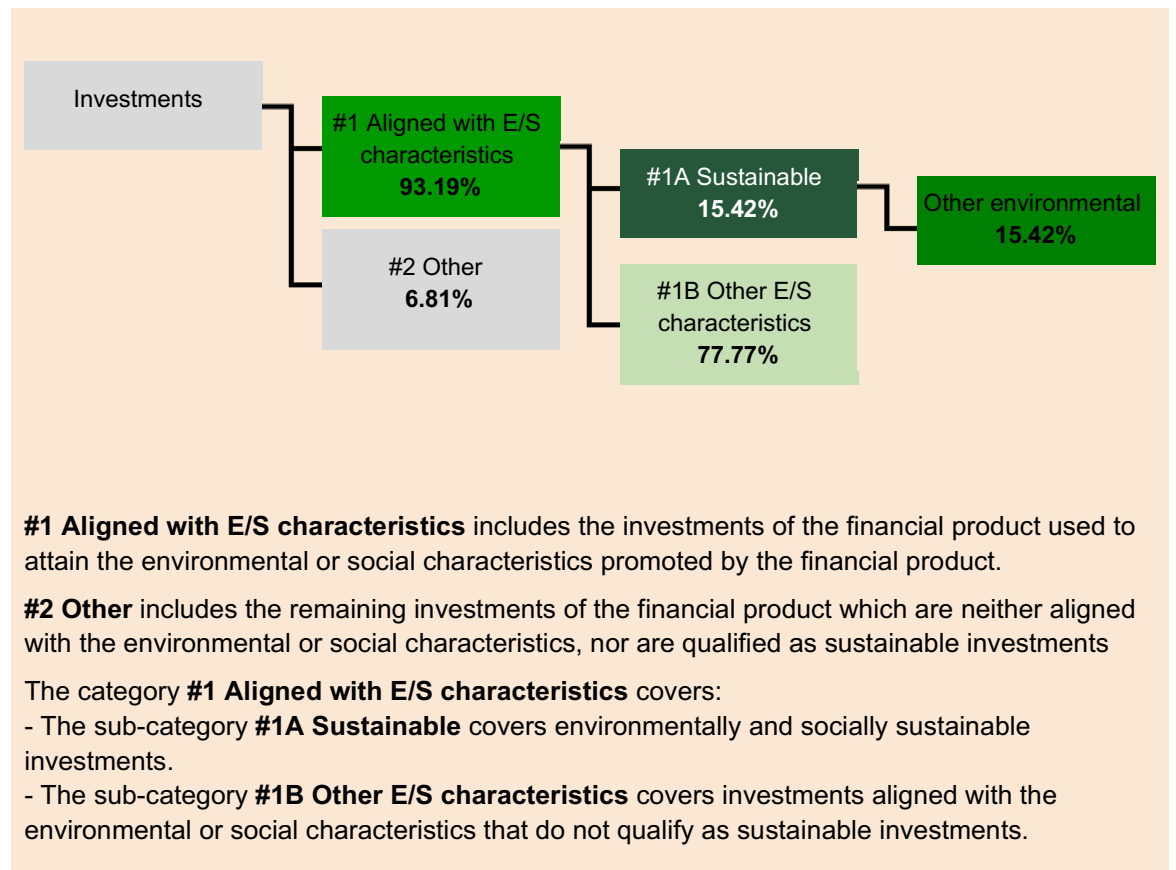 Investments
#1 Aligned with E/S
characteristics
93.19%
#2 Other
6.81%
#1A Sustainable
15.42%
#1B Other E/S
characteristics
77.77%
Other environmental
15.42%
#1 Aligned with E/S characteristics includes the investments of the financial product used to
attain the environmental or social characteristics promoted by the financial product.
#2 Other includes the remaining investments of the financial product which are neither aligned
with the environmental or social characteristics, nor are qualified as sustainable investments
The category #1 Aligned with E/S characteristics covers:
- The sub-category #1A Sustainable covers environmentally and socially sustainable
investments.
- The sub-category #1B Other E/S characteristics covers investments aligned with the
environmental or social characteristics that do not qualify as sustainable investments.